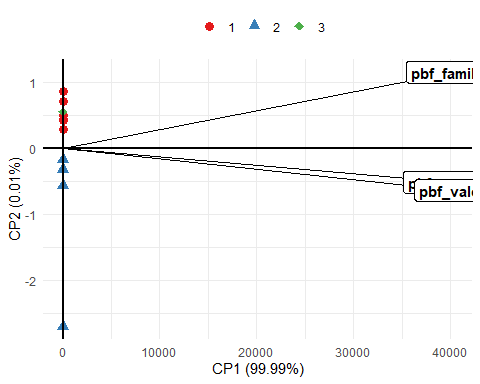 1 2 3
pbf_famil
1
0
pbf_valo
-1
-2
CP2 (0.01%)
0 10000 20000 30000 40000
CP1 (99.99%)